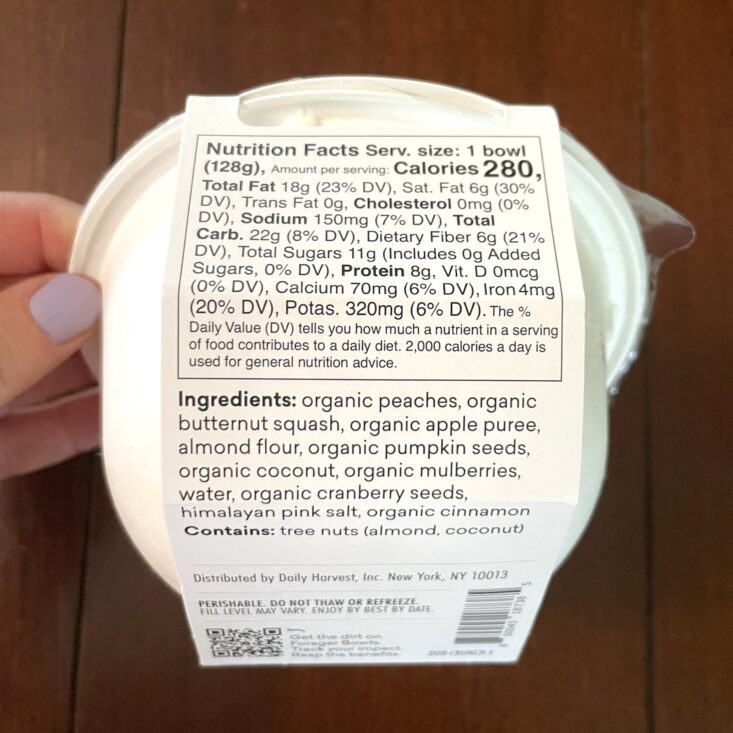 Nutrition Facts Serv. size: 1 bowl
(128g), Amount per serving: Calories 280,
Total Fat 18g (23% DV), Sat. Fat 6g (30%
DV), Trans Fat 0g, Cholesterol 0mg (0%
DV), Sodium 150mg (7% DV), Total
Carb. 22g (8% DV), Dietary Fiber 6g (21%
DV), Total Sugars 11g (Includes 0g Added
Sugars, 0% DV), Protein 8g, Vit. D 0mcg
(0% DV), Calcium 70mg (6% DV), Iron 4mg
(20% DV), Potas. 320mg (6% DV). The %
Daily Value (DV) tells you how much a nutrient in a serving
of food contributes to a daily diet. 2,000 calories a day is
used for general nutrition advice.
Ingredients: organic peaches, organic
butternut squash, organic apple puree,
almond flour, organic pumpkin seeds,
organic coconut, organic mulberries,
water, organic cranberry seeds,
himalayan pink salt, organic cinnamon
Contains: tree nuts (almond, coconut)
Distributed by Daily Harvest, Inc. New York, NY 10013
PERISHABLE. DO NOT THAW OR REFREEZE.
FILL LEVEL MAY VARY. ENJOY BY BEST BY DATE.
Get the dirt on
Forager Bowls.
Track your impact.
Reap the benefits.